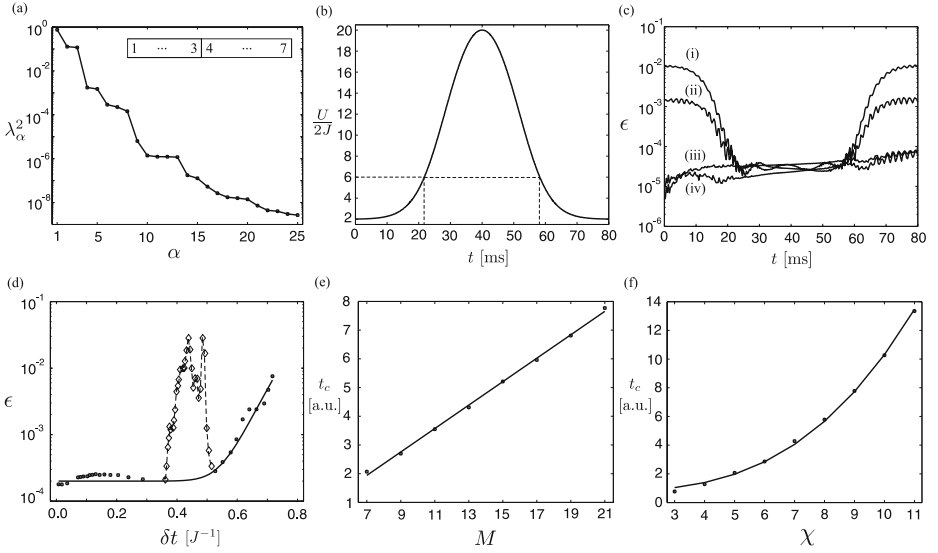 (a)
10^0
10^-2
10^-4
10^-6
10^-8
λ²_α
1 ··· 3 4 ··· 7
1 5 10 15 20 25
α
(b)
20
18
16
14
12
10
8
6
4
2
U/2J
0 10 20 30 40 50 60 70 80
t [ms]
(c)
10^-1
10^-2
10^-3
10^-4
10^-5
10^-6
ϵ
(i)
(ii)
(iii)
(iv)
0 10 20 30 40 50 60 70 80
t [ms]
(d)
10^-1
10^-2
10^-3
10^-4
ϵ
0.0 0.2 0.4 0.6 0.8
δt [J^-1]
(e)
8
7
6
5
4
3
2
1
t_c
[a.u.]
7 9 11 13 15 17 19 21
M
(f)
14
12
10
8
6
4
2
0
t_c
[a.u.]
3 4 5 6 7 8 9 10 11
χ